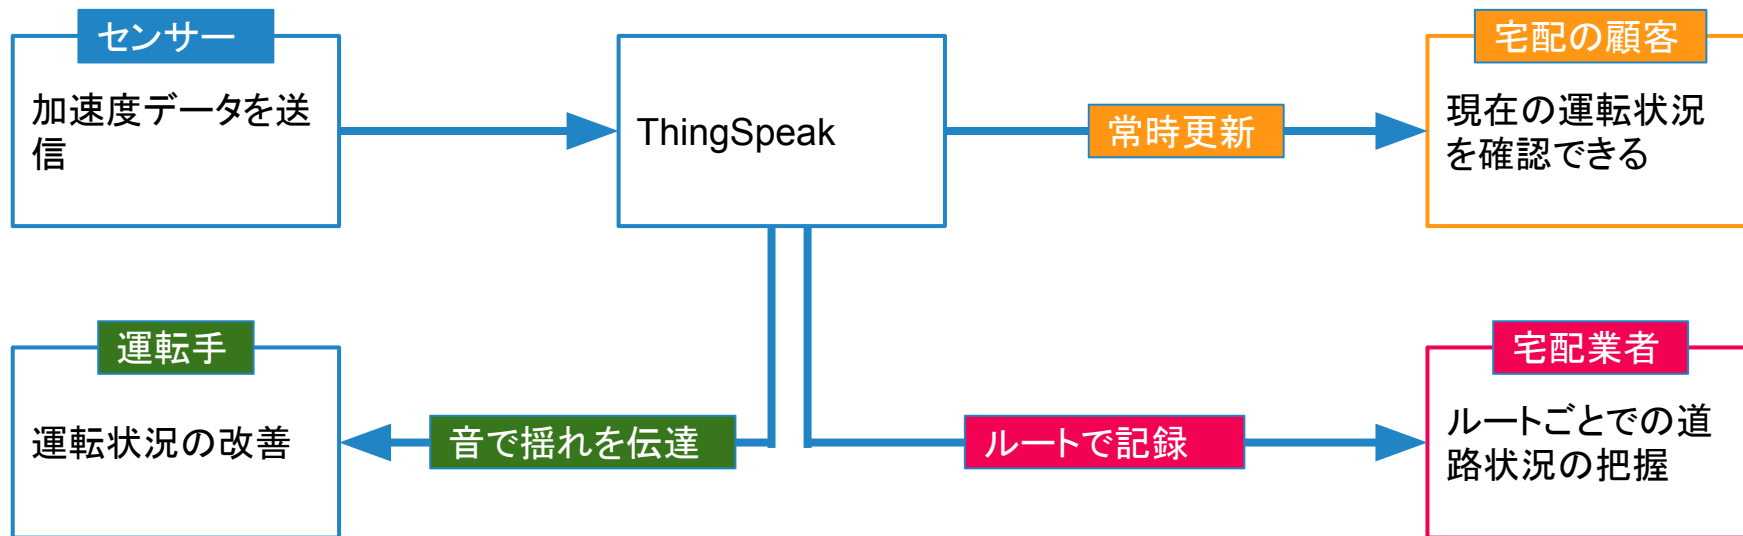 センサー
加速度データを送
信
ThingSpeak
常時更新
宅配の顧客
現在の運転状況
を確認できる
運転手
運転状況の改善
音で揺れを伝達
ルートで記録
宅配業者
ルートごとでの道
路状況の把握